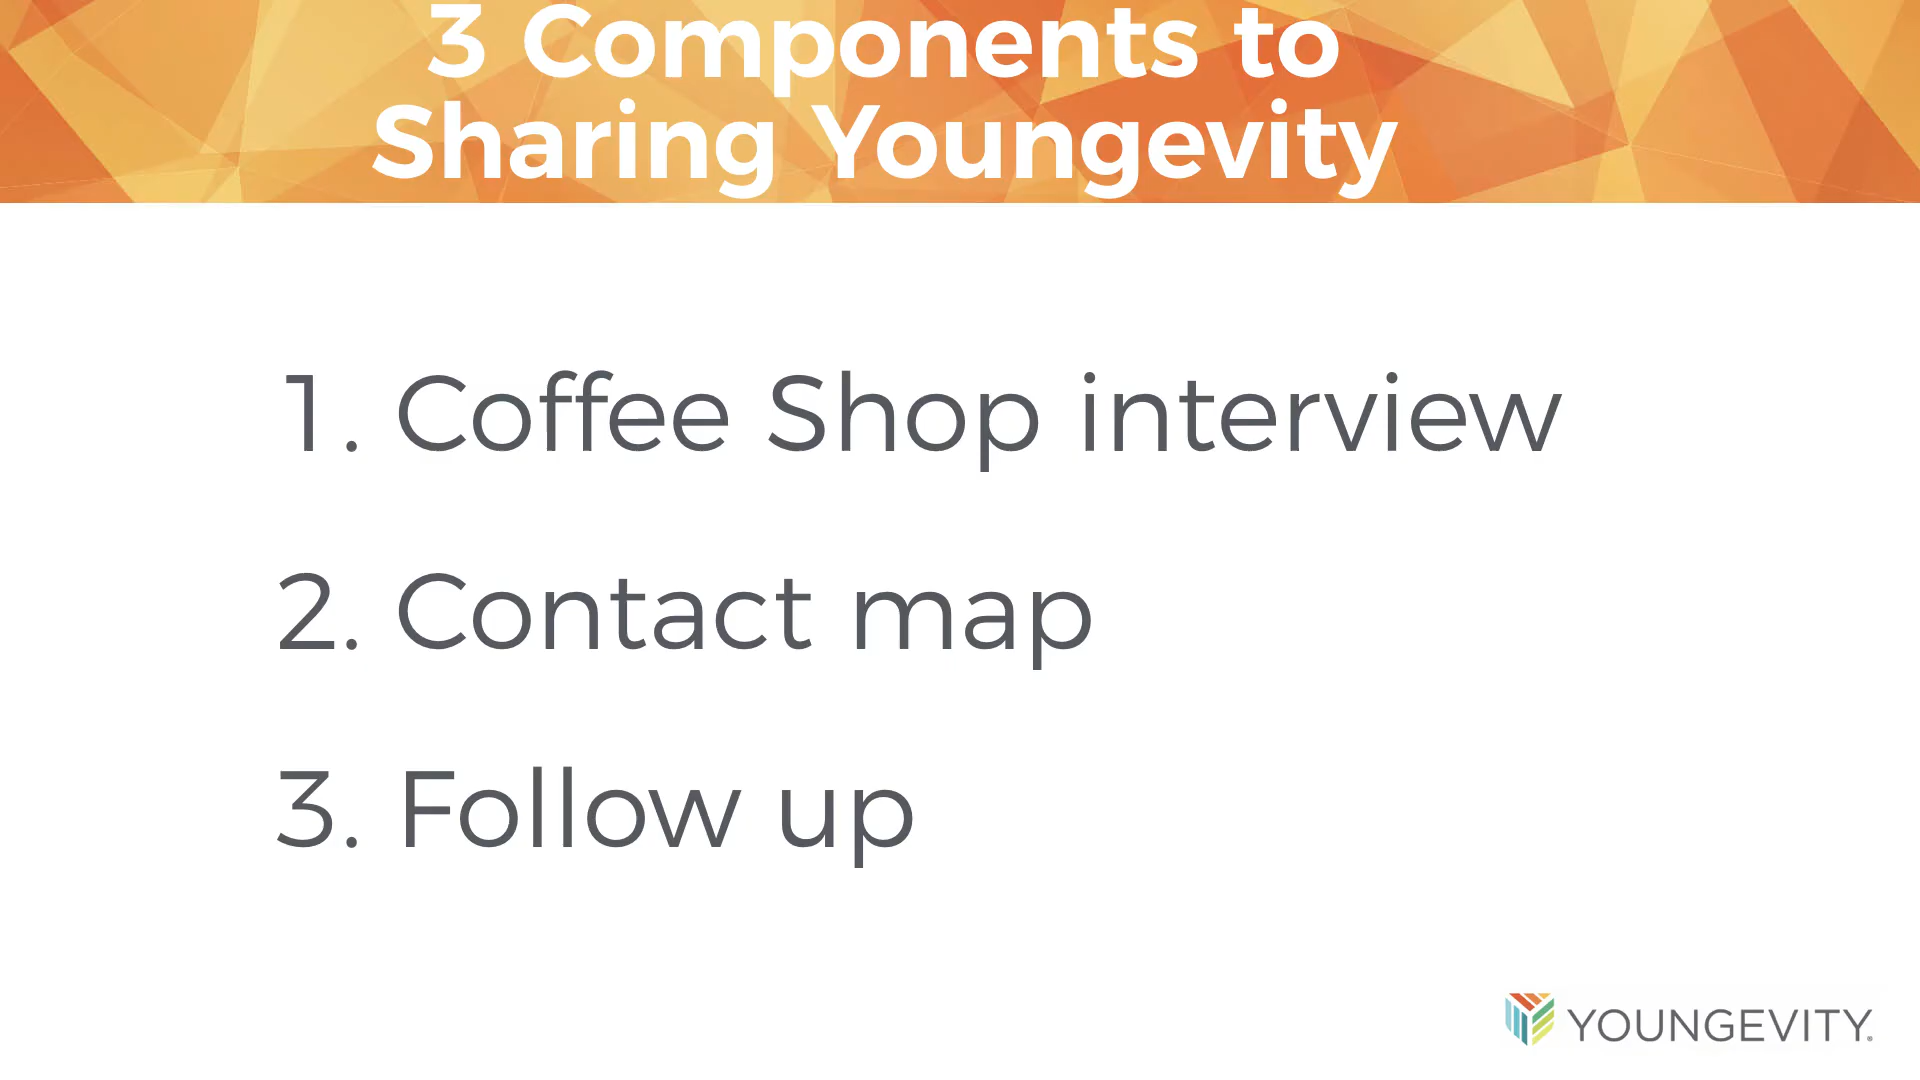 3 Components to
Sharing Youngevity
1. Coffee Shop interview
2. Contact map
3. Follow up
YOUNGEVITY®